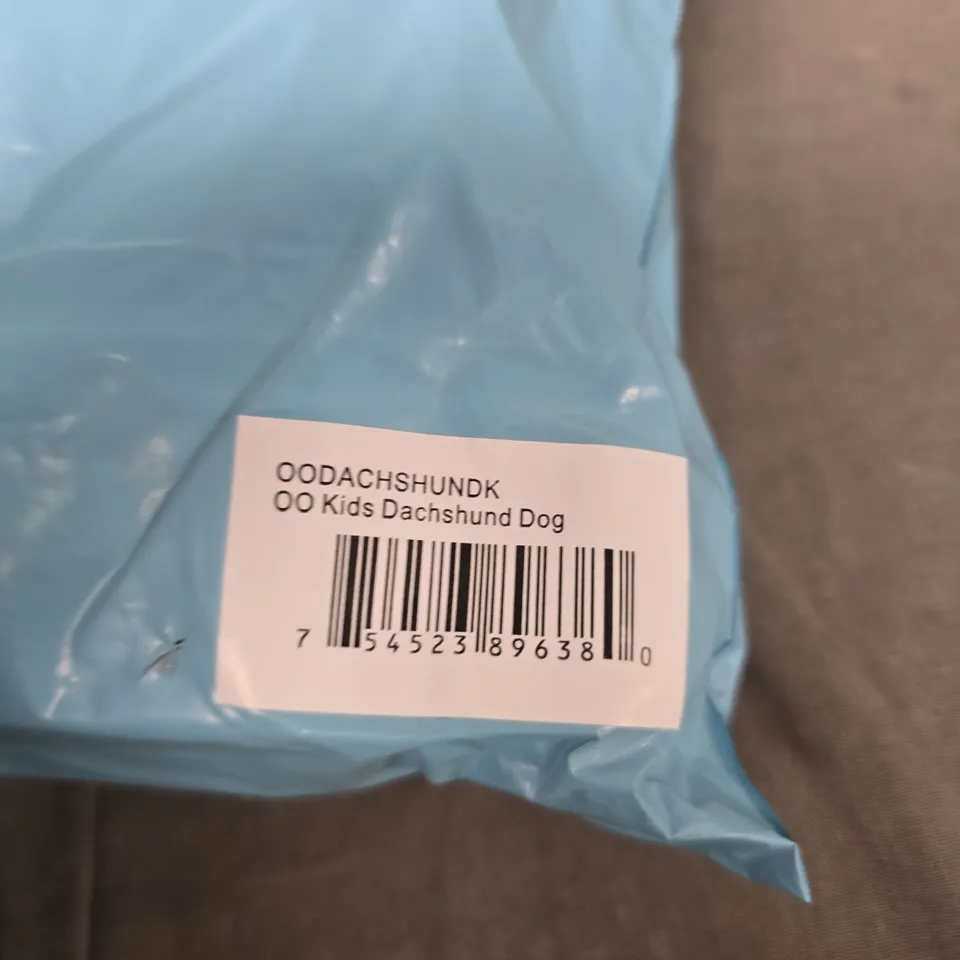 OODACHSHUNDK
OO Kids Dachshund Dog
7 54523 89638 0